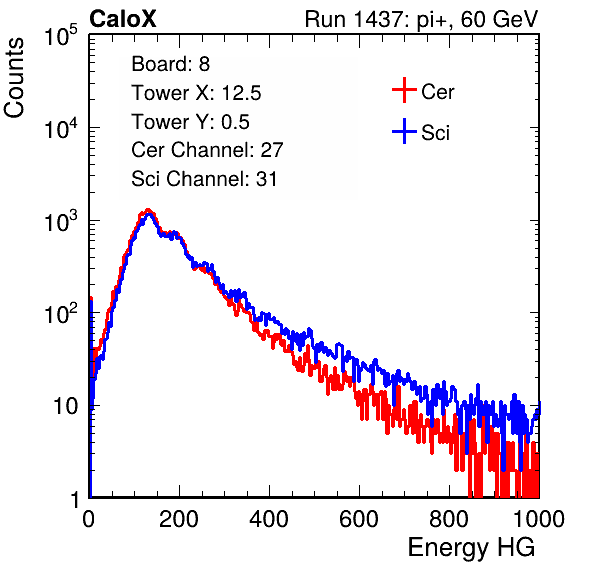 CaloX Run 1437: pi+, 60 GeV
Counts
Board: 8
Tower X: 12.5
Tower Y: 0.5
Cer Channel: 27
Sci Channel: 31
Cer
Sci
10^5
10^4
10^3
10^2
10
1
0 200 400 600 800 1000
Energy HG